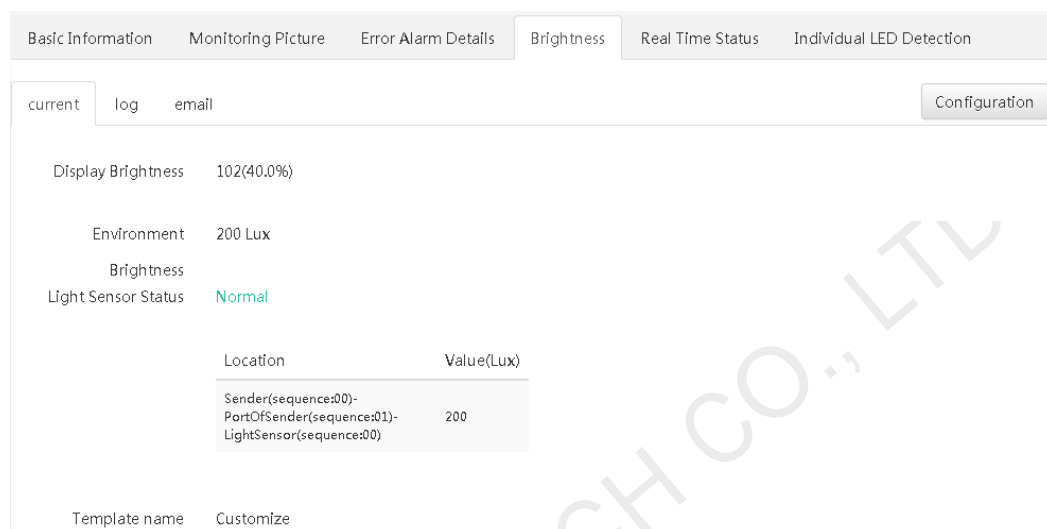 Basic Information Monitoring Picture Error Alarm Details Brightness Real Time Status Individual LED Detection
current log email Configuration
Display Brightness 102(40.0%)
Environment 200 Lux
Brightness
Light Sensor Status Normal
Location Value(Lux)
Sender(sequence:00)-
PortOfSender(sequence:01)- 200
LightSensor(sequence:00)
Template name Customize
CO., LTD